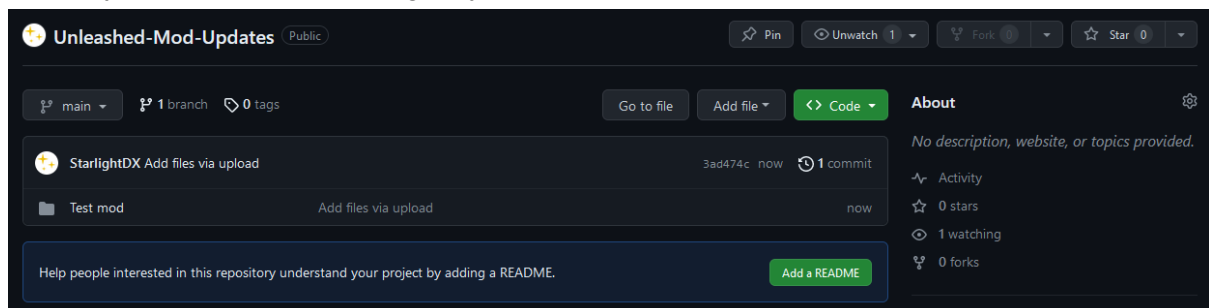 Unleashed-Mod-Updates Public
Pin
Unwatch 1
Fork 0
Star 0
main
1 branch
0 tags
Go to file
Add file
Code
StarlightDX Add files via upload
3ad474c now
1 commit
Test mod
Add files via upload
now
Help people interested in this repository understand your project by adding a README.
Add a README
About
No description, website, or topics provided.
Activity
0 stars
1 watching
0 forks